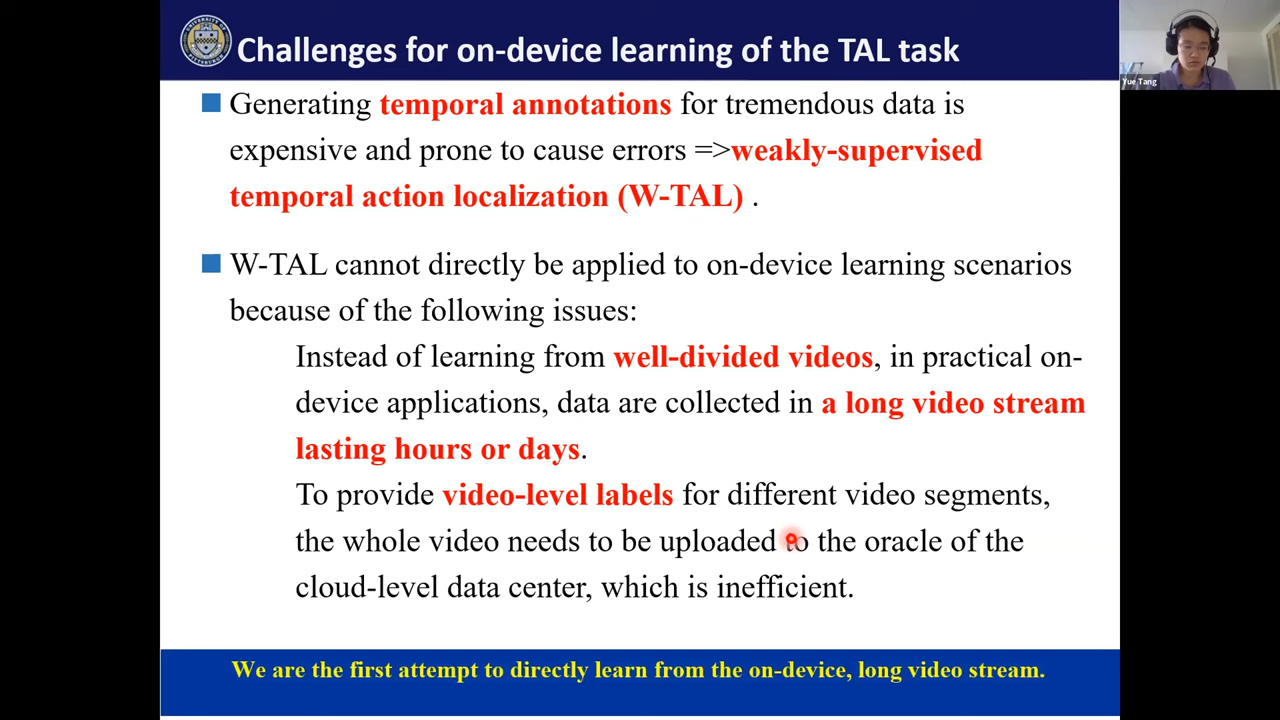 Challenges for on-device learning of the TAL task
Yue Tang
Generating temporal annotations for tremendous data is
expensive and prone to cause errors =>weakly-supervised
temporal action localization (W-TAL) .
W-TAL cannot directly be applied to on-device learning scenarios
because of the following issues:
Instead of learning from well-divided videos, in practical on-
device applications, data are collected in a long video stream
lasting hours or days.
To provide video-level labels for different video segments,
the whole video needs to be uploaded to the oracle of the
cloud-level data center, which is inefficient.
We are the first attempt to directly learn from the on-device, long video stream.